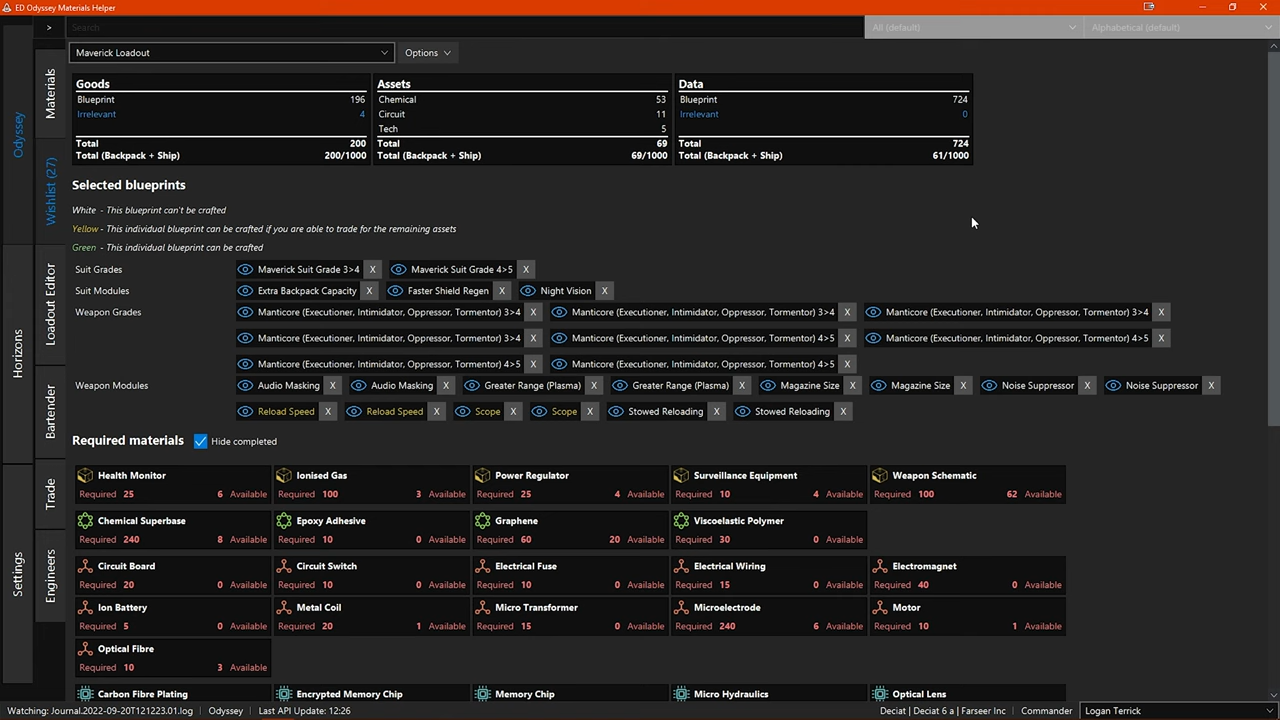 ED Odyssey Materials Helper
>
Search
All (default)
Alphabetical (default)
Odyssey
Horizons
Settings
Materials
Wishlist (27)
Loadout Editor
Bartender
Trade
Engineers
Maverick Loadout
Options
Goods
Blueprint 196
Irrelevant 4
Total 200
Total (Backpack + Ship) 200/1000
Assets
Chemical 53
Circuit 11
Tech 5
Total 69
Total (Backpack + Ship) 69/1000
Data
Blueprint 724
Irrelevant 0
Total 724
Total (Backpack + Ship) 61/1000
Selected blueprints
White - This blueprint can't be crafted
Yellow - This individual blueprint can be crafted if you are able to trade for the remaining assets
Green - This individual blueprint can be crafted
Suit Grades Maverick Suit Grade 3>4 X Maverick Suit Grade 4>5 X
Suit Modules Extra Backpack Capacity X Faster Shield Regen X Night Vision X
Weapon Grades Manticore (Executioner, Intimidator, Oppressor, Tormentor) 3>4 X Manticore (Executioner, Intimidator, Oppressor, Tormentor) 3>4 X Manticore (Executioner, Intimidator, Oppressor, Tormentor) 3>4 X
Manticore (Executioner, Intimidator, Oppressor, Tormentor) 3>4 X Manticore (Executioner, Intimidator, Oppressor, Tormentor) 4>5 X Manticore (Executioner, Intimidator, Oppressor, Tormentor) 4>5 X
Manticore (Executioner, Intimidator, Oppressor, Tormentor) 4>5 X Manticore (Executioner, Intimidator, Oppressor, Tormentor) 4>5 X
Weapon Modules Audio Masking X Audio Masking X Greater Range (Plasma) X Greater Range (Plasma) X Magazine Size X Magazine Size X Noise Suppressor X Noise Suppressor X
Reload Speed X Reload Speed X Scope X Scope X Stowed Reloading X Stowed Reloading X
Required materials Hide completed
Health Monitor Ionised Gas Power Regulator Surveillance Equipment Weapon Schematic
Required 25 6 Available Required 100 3 Available Required 25 4 Available Required 10 4 Available Required 100 62 Available
Chemical Superbase Epoxy Adhesive Graphene Viscoelastic Polymer
Required 240 8 Available Required 10 0 Available Required 60 20 Available Required 30 0 Available
Circuit Board Circuit Switch Electrical Fuse Electrical Wiring Electromagnet
Required 20 0 Available Required 10 0 Available Required 10 0 Available Required 15 0 Available Required 40 0 Available
Ion Battery Metal Coil Micro Transformer Microelectrode Motor
Required 5 0 Available Required 20 1 Available Required 15 0 Available Required 240 6 Available Required 10 1 Available
Optical Fibre
Required 10 3 Available
Carbon Fibre Plating Encrypted Memory Chip Memory Chip Micro Hydraulics Optical Lens
Watching: Journal.2022-09-20T121223.01.log Odyssey Last API Update: 12:26 Deciat | Deciat 6 a | Farseer Inc Commander Logan Terrick